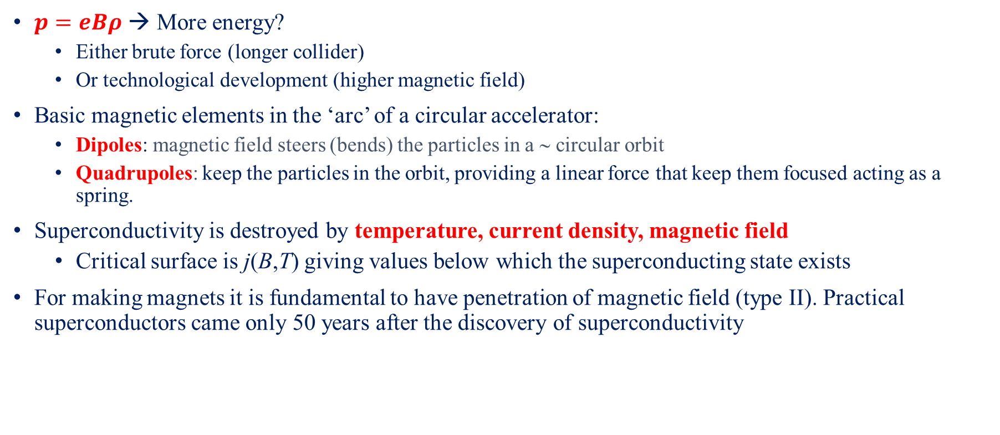 • p = eBρ → More energy?
• Either brute force (longer collider)
• Or technological development (higher magnetic field)
• Basic magnetic elements in the ‘arc’ of a circular accelerator:
• Dipoles: magnetic field steers (bends) the particles in a ~ circular orbit
• Quadrupoles: keep the particles in the orbit, providing a linear force that keep them focused acting as a
spring.
• Superconductivity is destroyed by temperature, current density, magnetic field
• Critical surface is j(B,T) giving values below which the superconducting state exists
• For making magnets it is fundamental to have penetration of magnetic field (type II). Practical
superconductors came only 50 years after the discovery of superconductivity